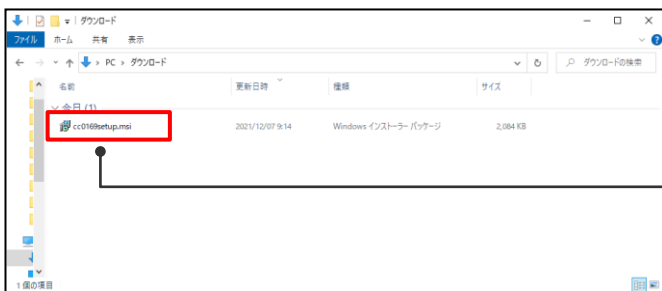 ダウンロード
ファイル ホーム 共有 表示
PC › ダウンロード ダウンロードの検索
名前 更新日時 種類 サイズ
今日 (1)
cc0169setup.msi 2021/12/07 9:14 Windows インストーラー パッケージ 2,084 KB
1 個の項目